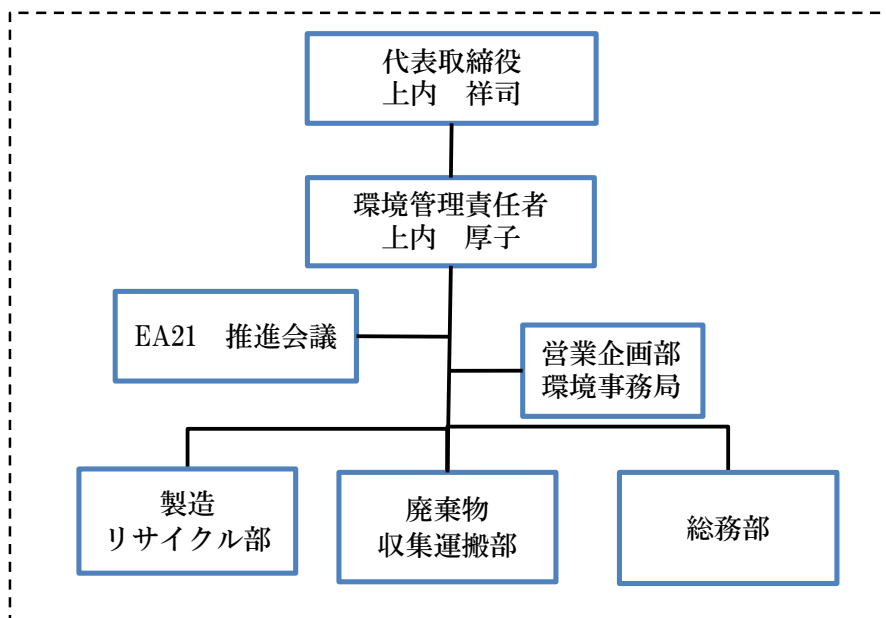 代表取締役
上内　祥司
環境管理責任者
上内　厚子
EA21　推進会議
営業企画部
環境事務局
製造
リサイクル部
廃棄物
収集運搬部
総務部